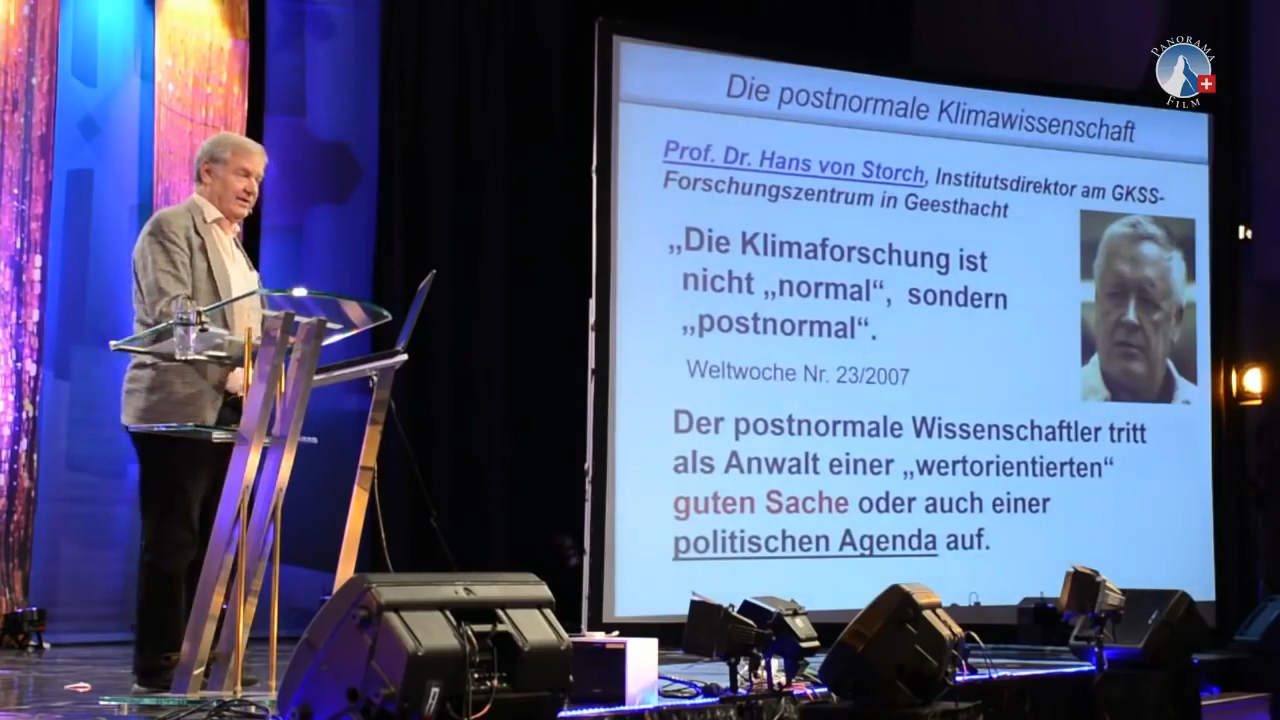 PANORAMA
FILM
Die postnormale Klimawissenschaft
Prof. Dr. Hans von Storch, Institutsdirektor am GKSS-
Forschungszentrum in Geesthacht
„Die Klimaforschung ist
nicht „normal“, sondern
„postnormal“.
Weltwoche Nr. 23/2007
Der postnormale Wissenschaftler tritt
als Anwalt einer „wertorientierten“
guten Sache oder auch einer
politischen Agenda auf.